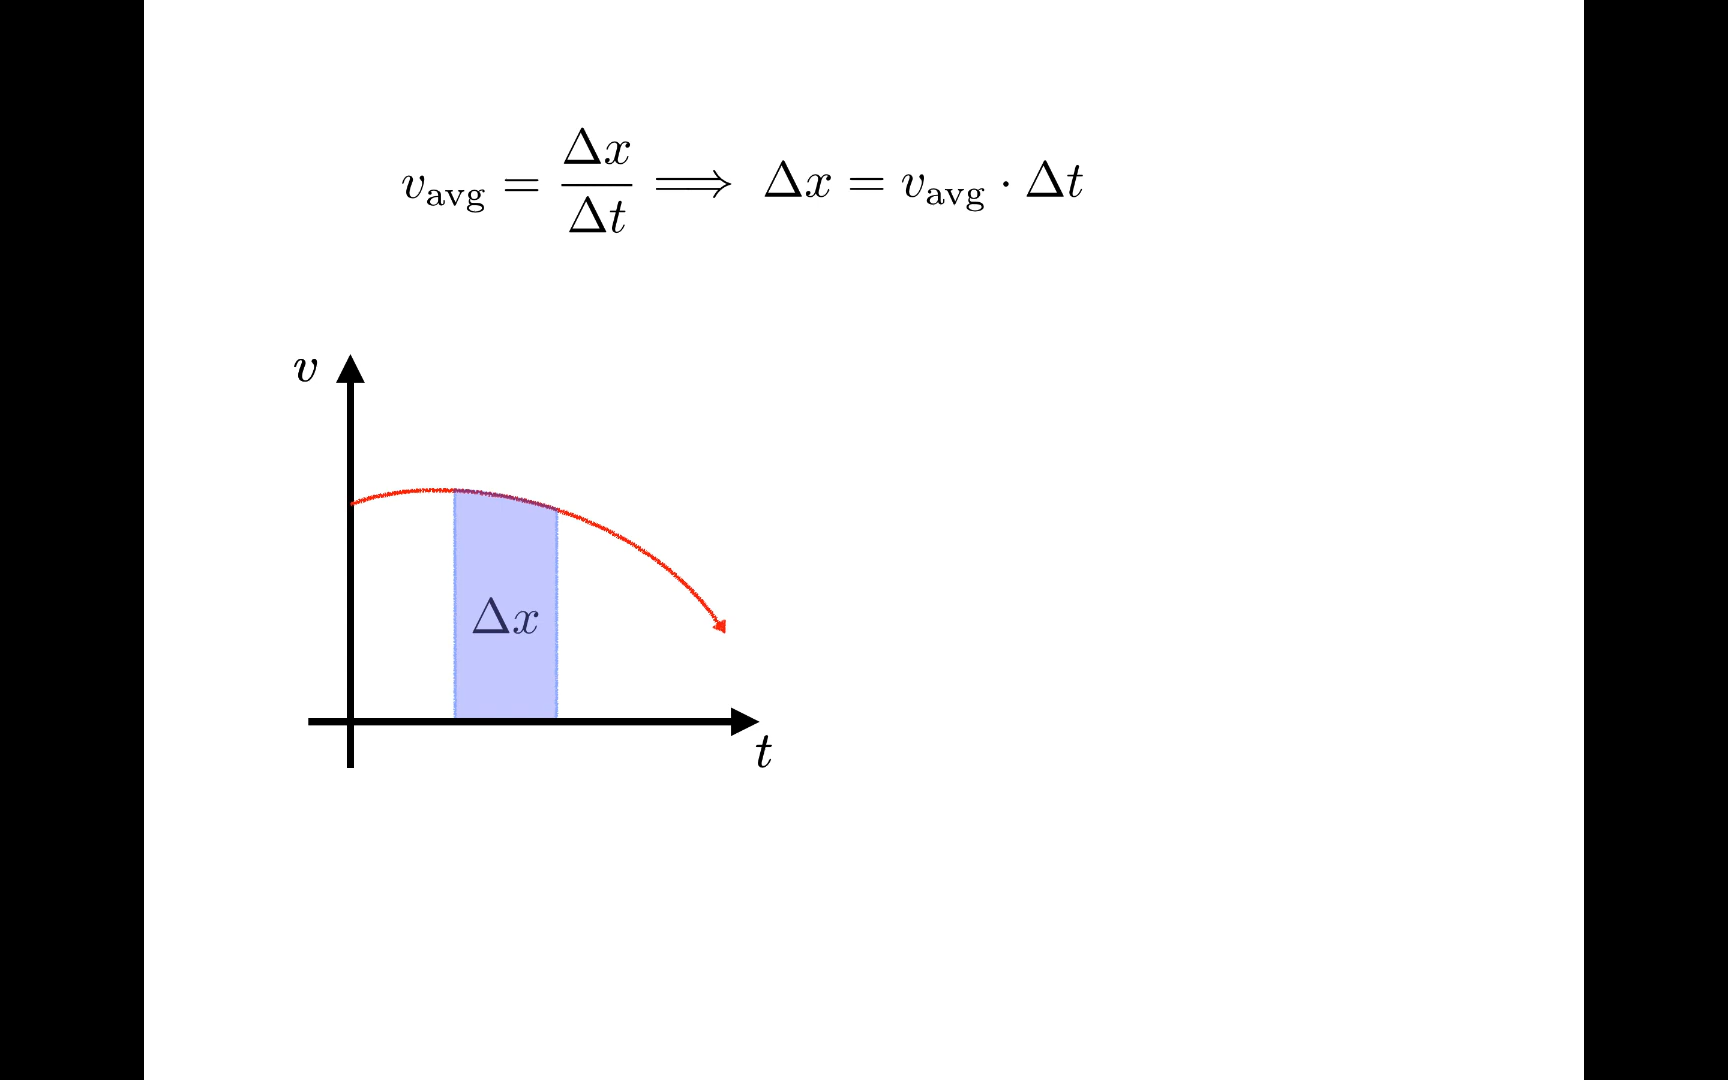 v_avg = Δx/Δt ⟹ Δx = v_avg · Δt
v
Δx
t